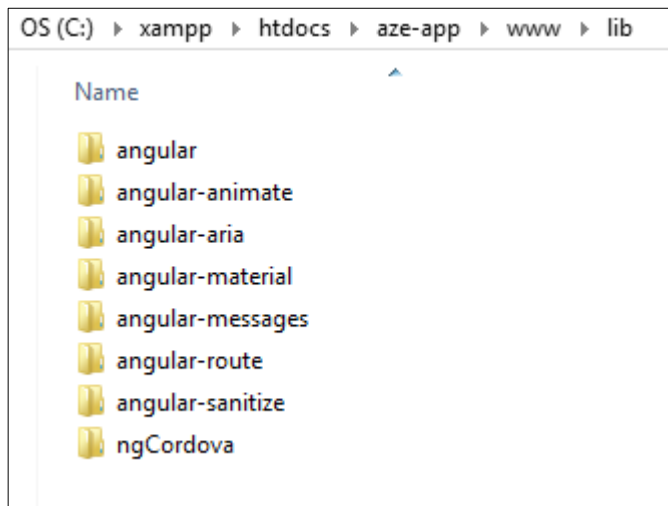 OS (C:) xampp htdocs aze-app www lib
Name
angular
angular-animate
angular-aria
angular-material
angular-messages
angular-route
angular-sanitize
ngCordova